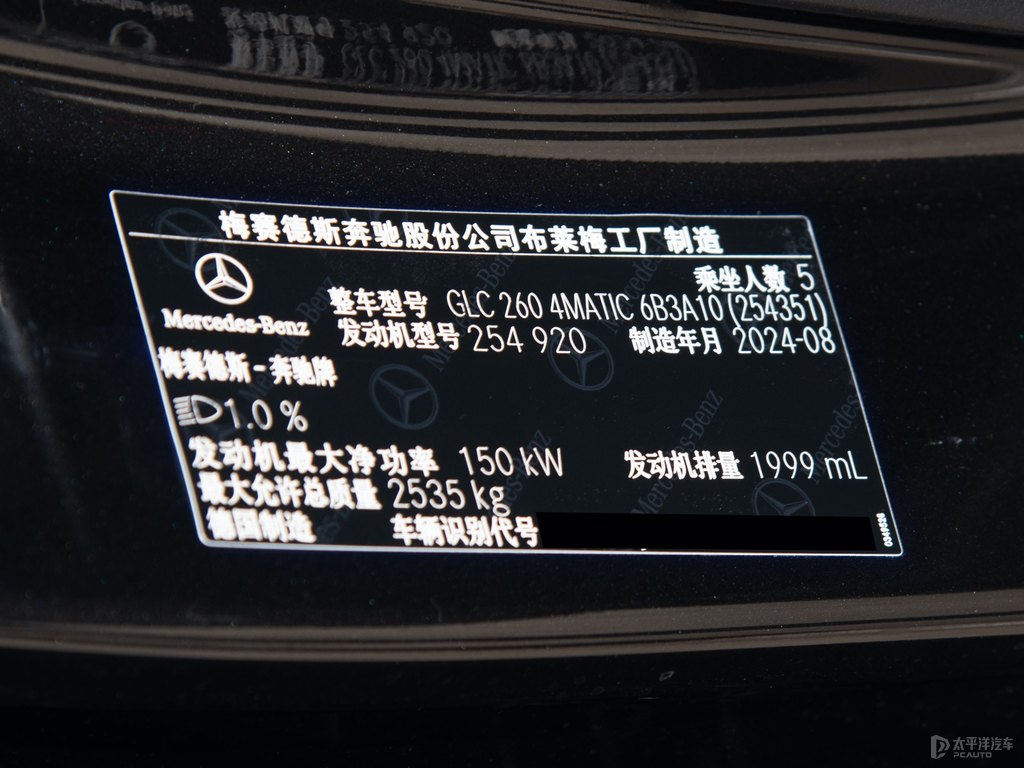 梅赛德斯奔驰股份公司布莱梅工厂制造
乘坐人数 5
Mercedes-Benz
整车型号 GLC 260 4MATIC 6B3A10 (254351)
发动机型号 254 920 制造年月 2024-08
梅赛德斯-奔驰牌
1.0 %
发动机最大净功率 150 kW 发动机排量 1999 mL
最大允许总质量 2535 kg
德国制造 车辆识别代号
太平洋汽车
PCAUTO